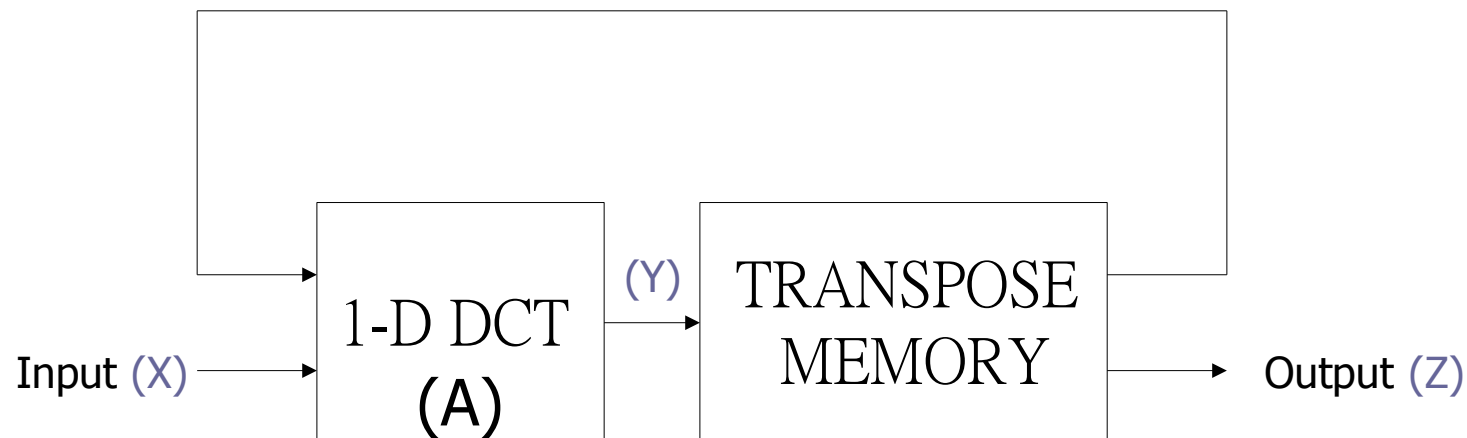 (Y)
1-D DCT
(A)
TRANSPOSE
MEMORY
Input (X)
Output (Z)